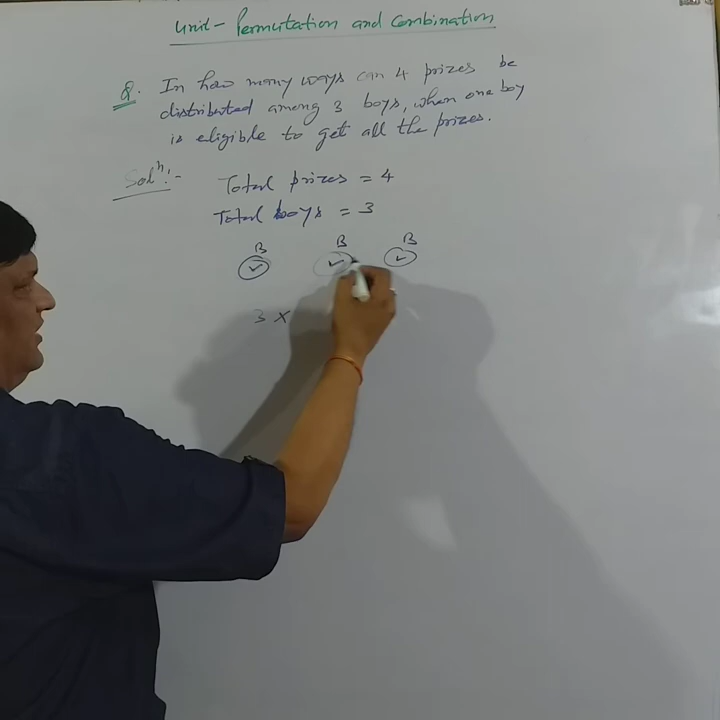 Unit - Permutation and Combination
Q. In how many ways can 4 prizes be
distributed among 3 boys, when one boy
is eligible to get all the prizes.
Solⁿ:-
Total prizes = 4
Total boys = 3
B B B
3 ×